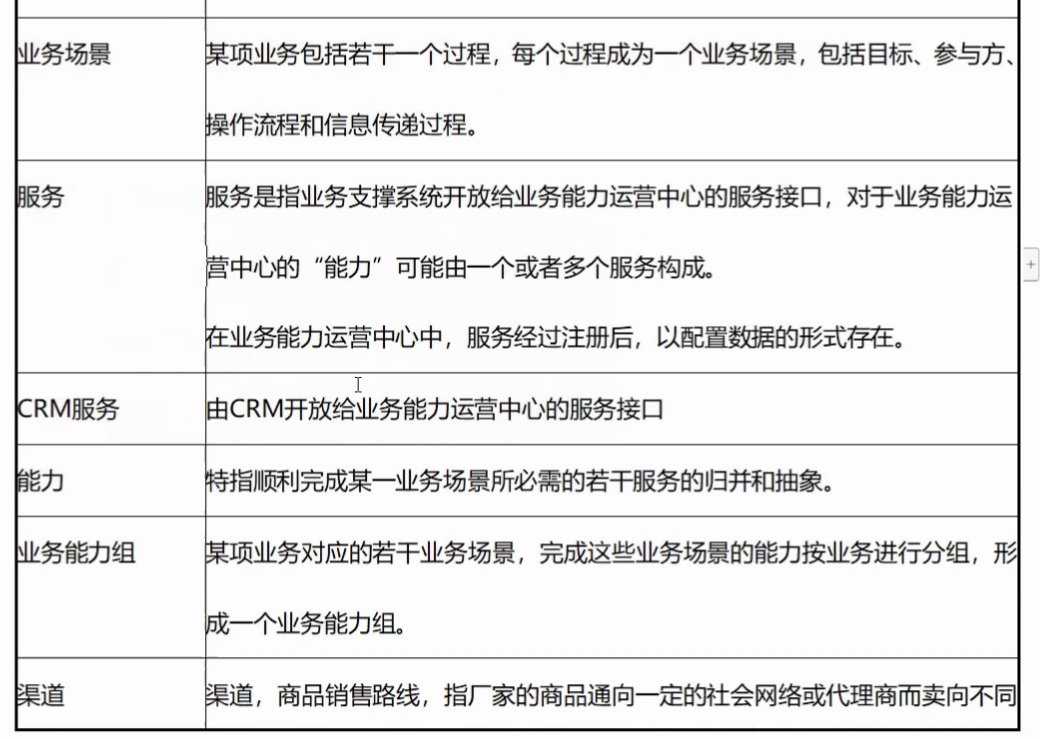 业务场景
某项业务包括若干一个过程，每个过程成为一个业务场景，包括目标、参与方、
操作流程和信息传递过程。
服务
服务是指业务支撑系统开放给业务能力运营中心的服务接口，对于业务能力运
营中心的“能力”可能由一个或者多个服务构成。
在业务能力运营中心中，服务经过注册后，以配置数据的形式存在。
CRM服务
由CRM开放给业务能力运营中心的服务接口
能力
特指顺利完成某一业务场景所必需的若干服务的归并和抽象。
业务能力组
某项业务对应的若干业务场景，完成这些业务场景的能力按业务进行分组，形
成一个业务能力组。
渠道
渠道，商品销售路线，指厂家的商品通向一定的社会网络或代理商而卖向不同